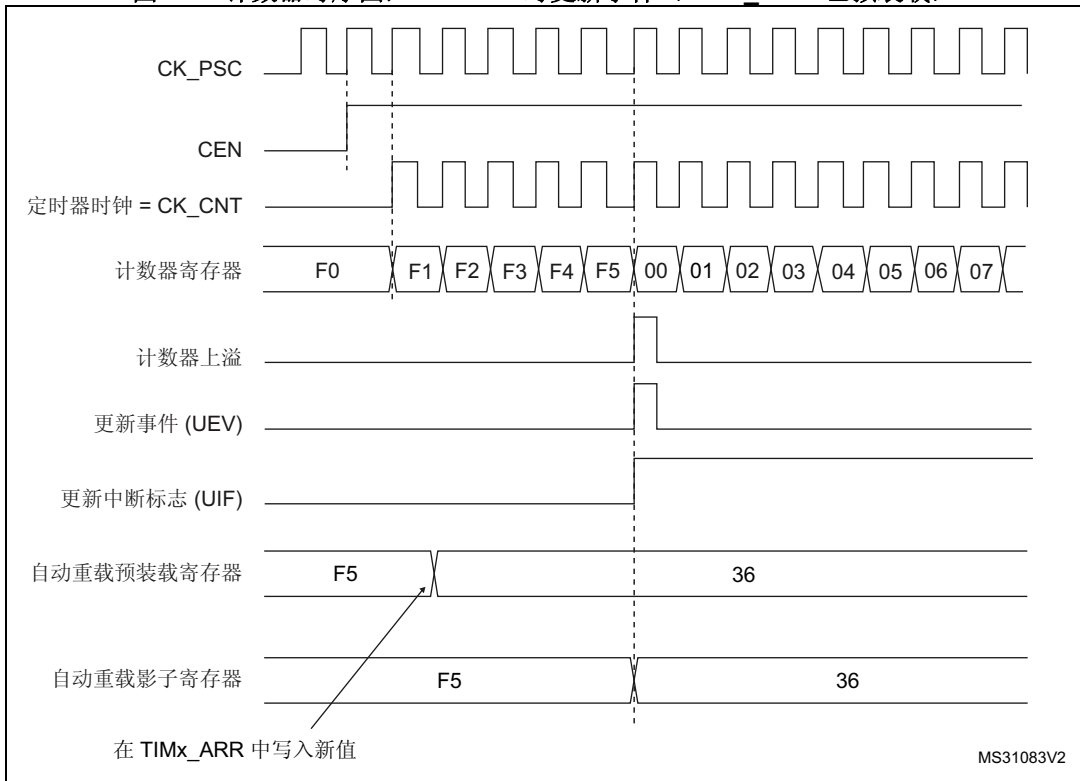 CK_PSC
CEN
定时器时钟 = CK_CNT
计数器寄存器 F0 F1 F2 F3 F4 F5 00 01 02 03 04 05 06 07
计数器上溢
更新事件 (UEV)
更新中断标志 (UIF)
自动重载预装载寄存器 F5 36
自动重载影子寄存器 F5 36
在 TIMx_ARR 中写入新值
MS31083V2